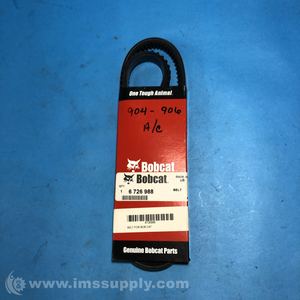 One Tough Animal
904 - 906
A/C
Bobcat
Bobcat
QTY
1 6 726 988 BELT
BELT FOR BOBCAT
Genuine Bobcat Parts
© www.imssupply.com